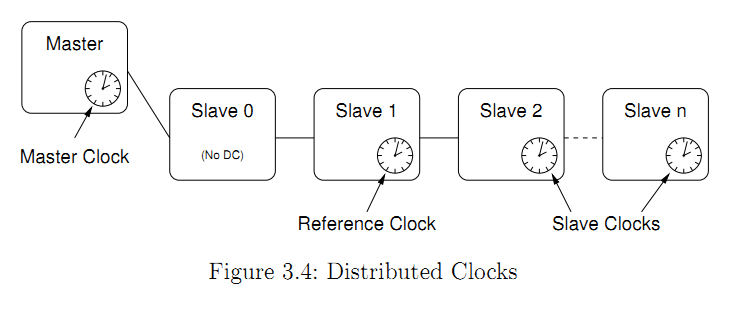 Master
Master Clock
Slave 0
(No DC)
Slave 1
Reference Clock
Slave 2
Slave n
Slave Clocks
Figure 3.4: Distributed Clocks